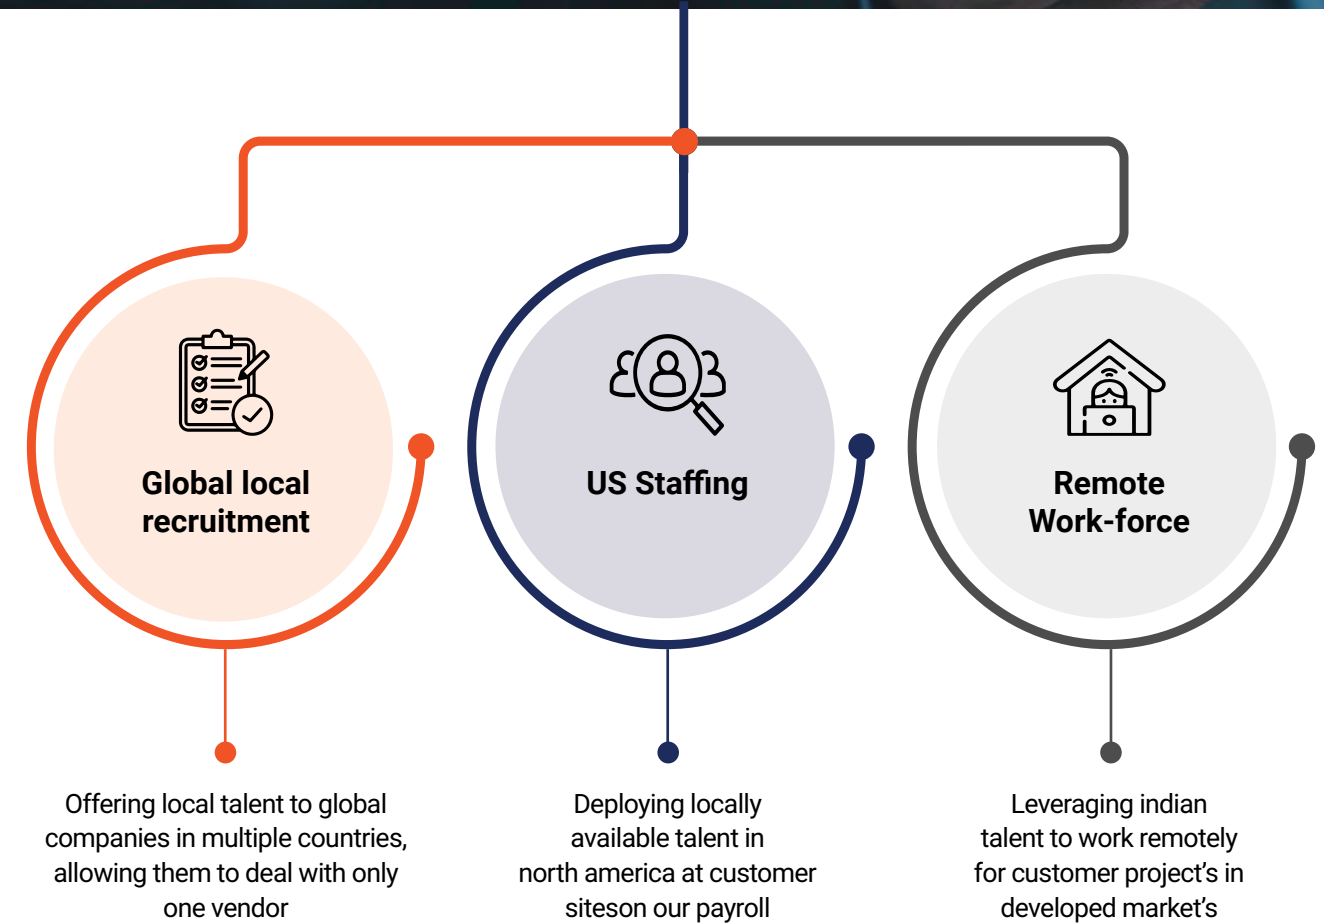 Global local
recruitment
Offering local talent to global
companies in multiple countries,
allowing them to deal with only
one vendor
US Staffing
Deploying locally
available talent in
north america at customer
siteson our payroll
Remote
Work-force
Leveraging indian
talent to work remotely
for customer project's in
developed market's